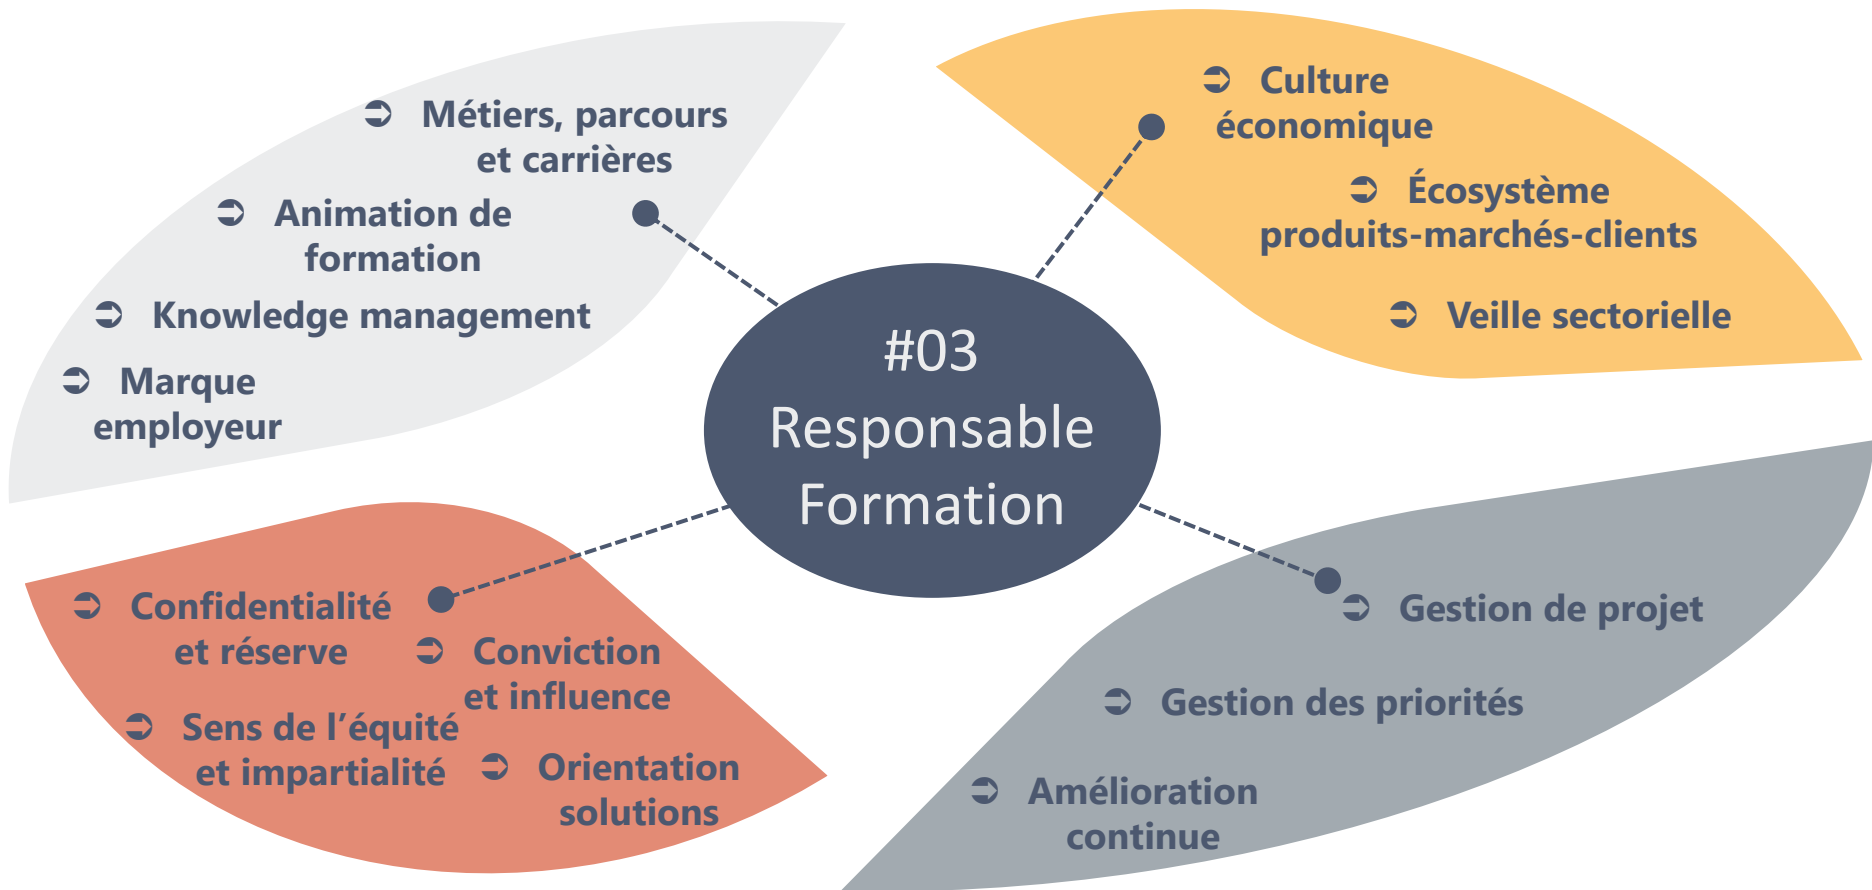 ➲ Métiers, parcours
et carrières
➲ Animation de
formation
➲ Knowledge management
➲ Marque
employeur
➲ Culture
économique
➲ Écosystème
produits-marchés-clients
➲ Veille sectorielle
#03
Responsable
Formation
➲ Confidentialité
et réserve
➲ Conviction
et influence
➲ Sens de l’équité
et impartialité
➲ Orientation
solutions
➲ Gestion de projet
➲ Gestion des priorités
➲ Amélioration
continue